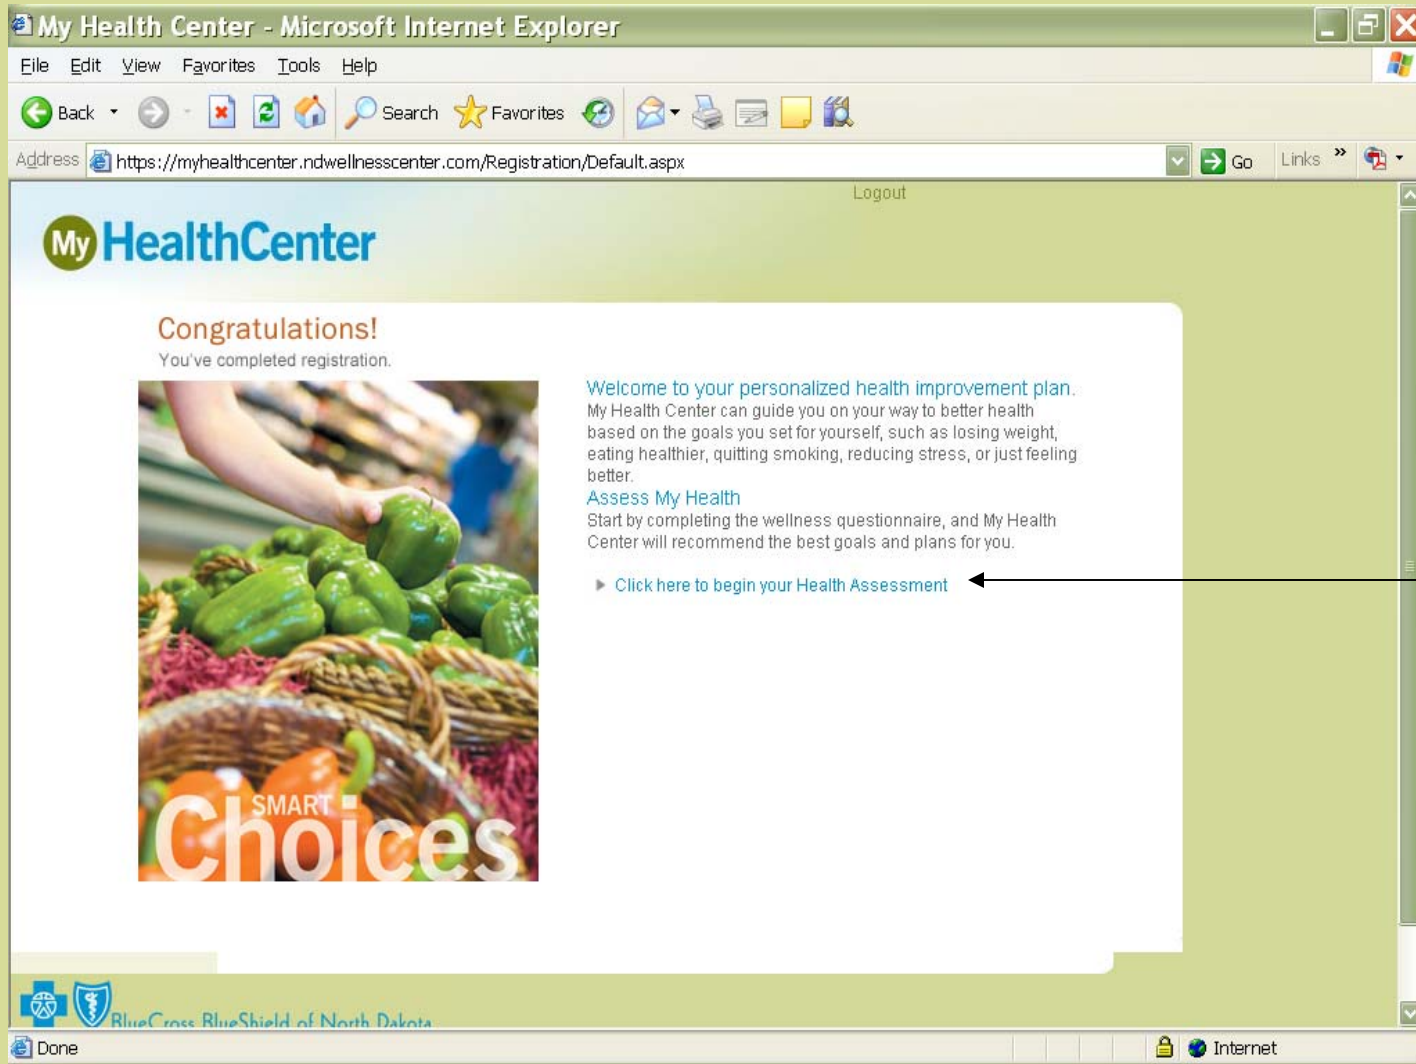 My Health Center - Microsoft Internet Explorer
File Edit View Favorites Tools Help
Back Search Favorites
Address https://myhealthcenter.ndwellnesscenter.com/Registration/Default.aspx Go Links »
Logout
My HealthCenter
Congratulations!
You've completed registration.
Welcome to your personalized health improvement plan.
My Health Center can guide you on your way to better health
based on the goals you set for yourself, such as losing weight,
eating healthier, quitting smoking, reducing stress, or just feeling
better.
Assess My Health
Start by completing the wellness questionnaire, and My Health
Center will recommend the best goals and plans for you.
Click here to begin your Health Assessment
SMART
Choices
BlueCross BlueShield of North Dakota
Done Internet